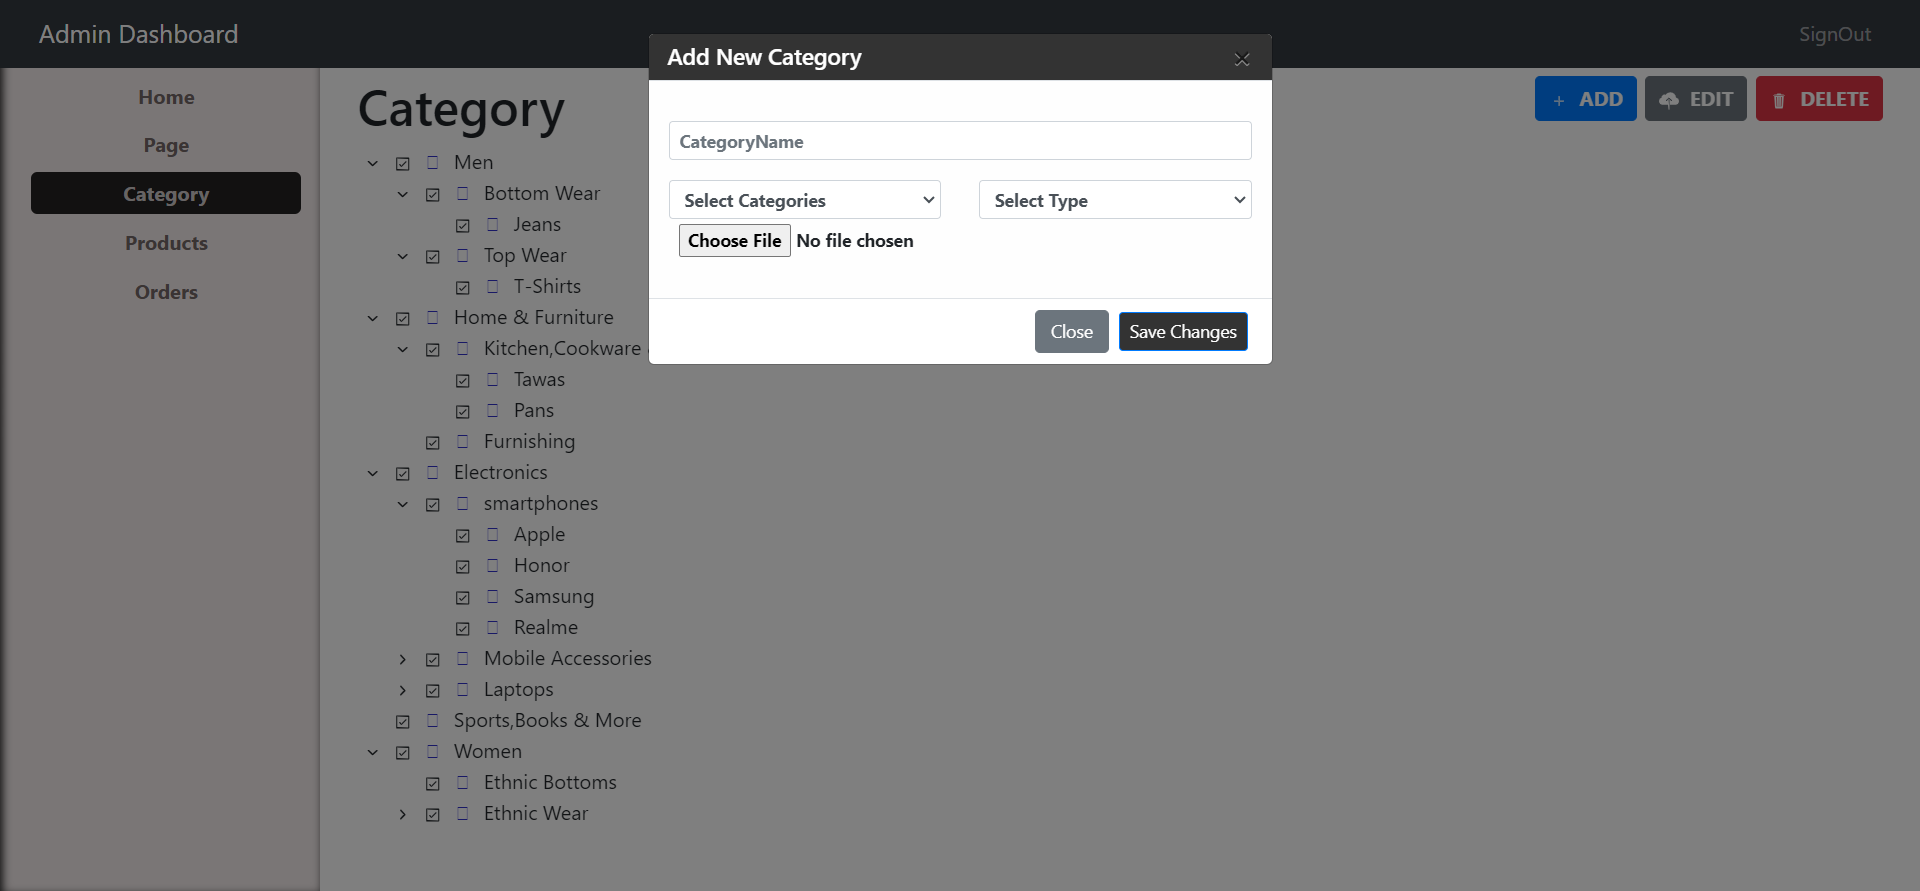 Admin Dashboard
SignOut
Home
Page
Category
Products
Orders
Category
ADD
EDIT
DELETE
Men
Bottom Wear
Jeans
Top Wear
T-Shirts
Home & Furniture
Kitchen,Cookware
Tawas
Pans
Furnishing
Electronics
smartphones
Apple
Honor
Samsung
Realme
Mobile Accessories
Laptops
Sports,Books & More
Women
Ethnic Bottoms
Ethnic Wear
Add New Category
CategoryName
Select Categories
Select Type
Choose File No file chosen
Close
Save Changes